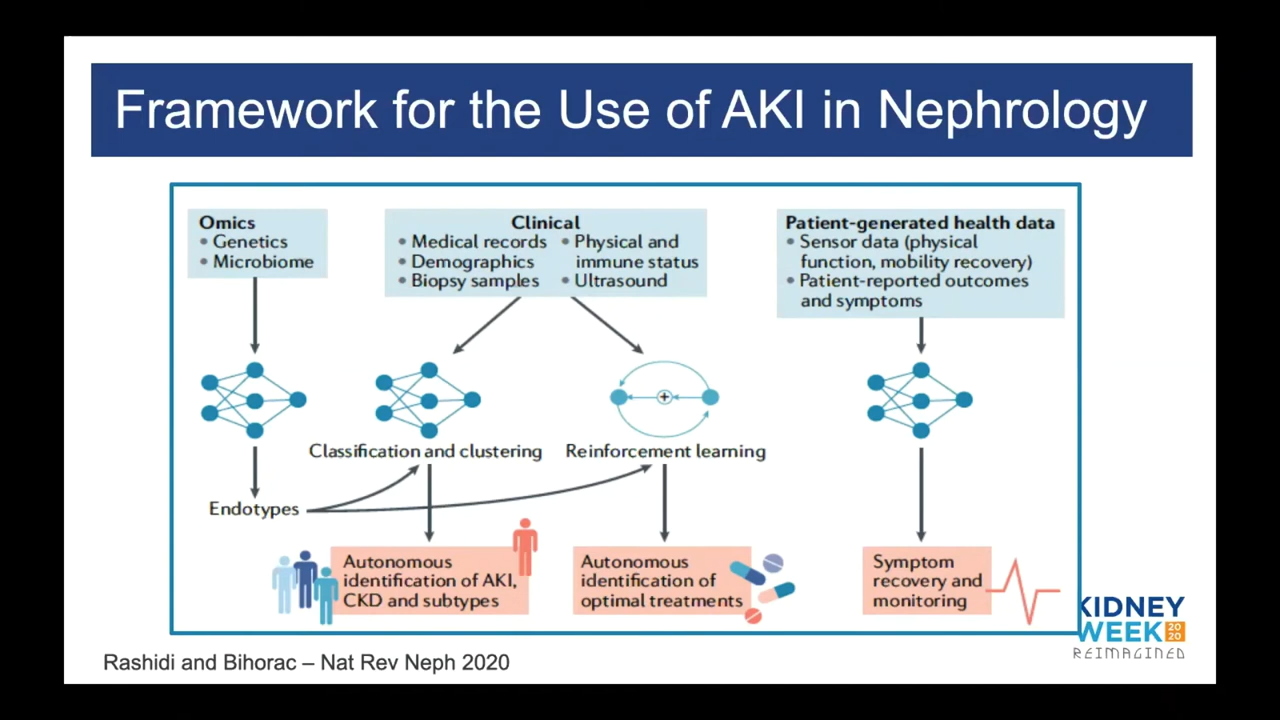 Framework for the Use of AKI in Nephrology
Omics
• Genetics
• Microbiome
Clinical
• Medical records
• Demographics
• Biopsy samples
• Physical and
immune status
• Ultrasound
Patient-generated health data
• Sensor data (physical
function, mobility recovery)
• Patient-reported outcomes
and symptoms
Classification and clustering
Reinforcement learning
Endotypes
Autonomous
identification of AKI,
CKD and subtypes
Autonomous
identification of
optimal treatments
Symptom
recovery and
monitoring
KIDNEY
WEEK 20
20
REIMAGINED
Rashidi and Bihorac – Nat Rev Neph 2020